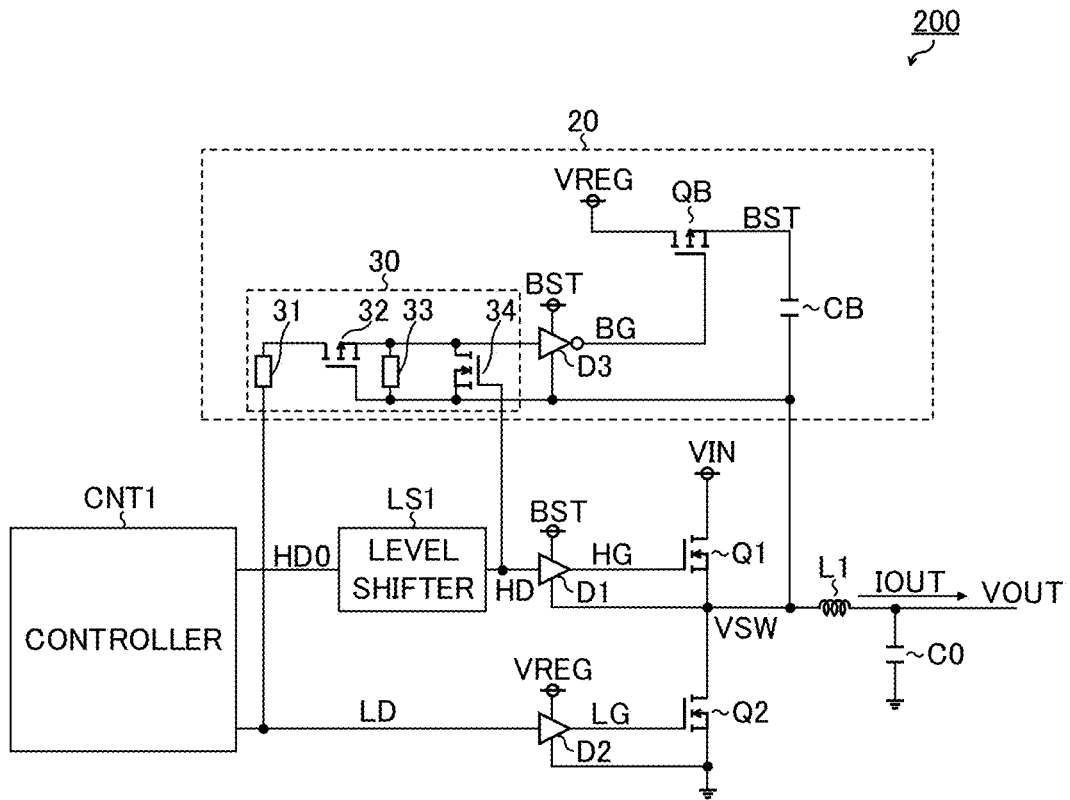 200
20
VREG
QB
BST
30
31
32
33
34
BST
BG
D3
CB
VIN
CNT1
LS1
BST
HD0
LEVEL
SHIFTER
HD
D1
HG
Q1
L1
IOUT
VOUT
CONTROLLER
VSW
C0
VREG
LD
D2
LG
Q2